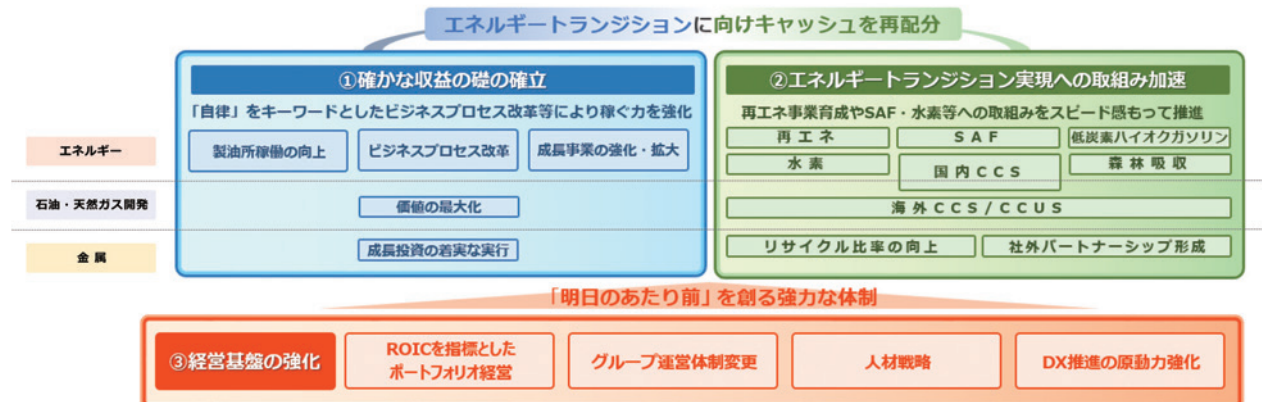 エネルギートランジションに向けキャッシュを再配分
①確かな収益の礎の確立
「自律」をキーワードとしたビジネスプロセス改革等により稼ぐ力を強化
②エネルギートランジション実現への取組み加速
再エネ事業育成やSAF・水素等への取組みをスピード感もって推進
エネルギー
製油所稼働の向上
ビジネスプロセス改革
成長事業の強化・拡大
再エネ
SAF
低炭素ハイオクガソリン
水素
国内CCS
森林吸収
石油・天然ガス開発
価値の最大化
海外CCS/CCUS
金属
成長投資の着実な実行
リサイクル比率の向上
社外パートナーシップ形成
「明日のあたり前」を創る強力な体制
③経営基盤の強化
ROICを指標とした
ポートフォリオ経営
グループ運営体制変更
人材戦略
DX推進の原動力強化